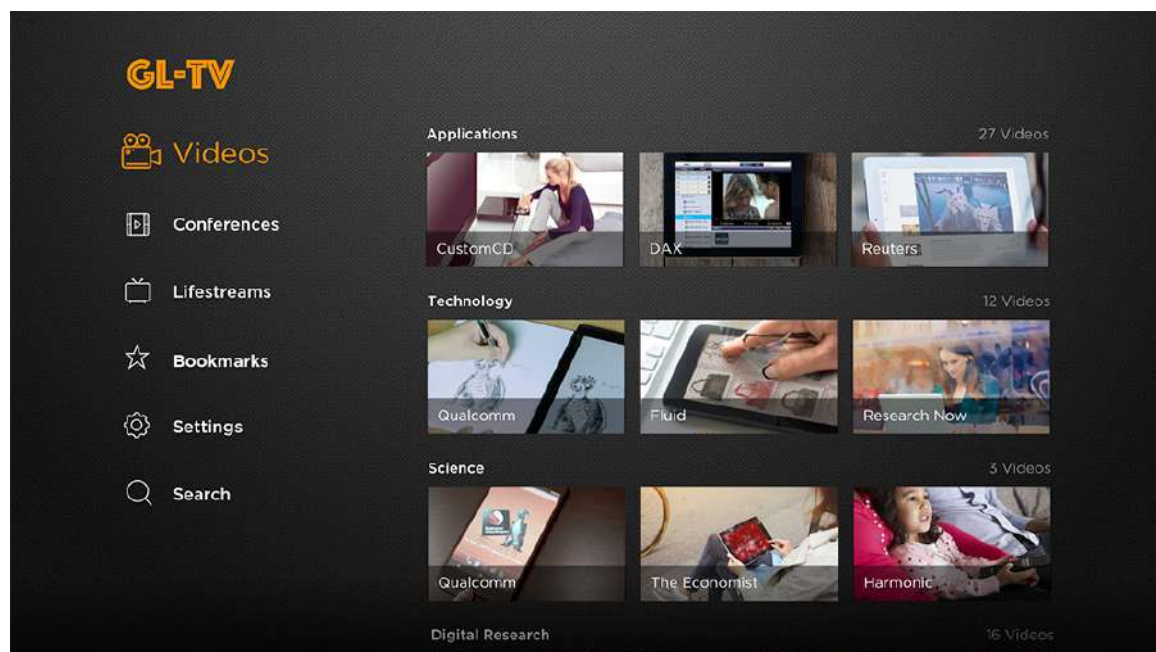 GL-TV
Videos
Conferences
Lifestreams
Bookmarks
Settings
Search
Applications 27 Videos
CustomCD DAX Reuters
Technology 12 Videos
Qualcomm Fluid Research Now
Science 3 Videos
Qualcomm The Economist Harmonic
Digital Research 16 Videos